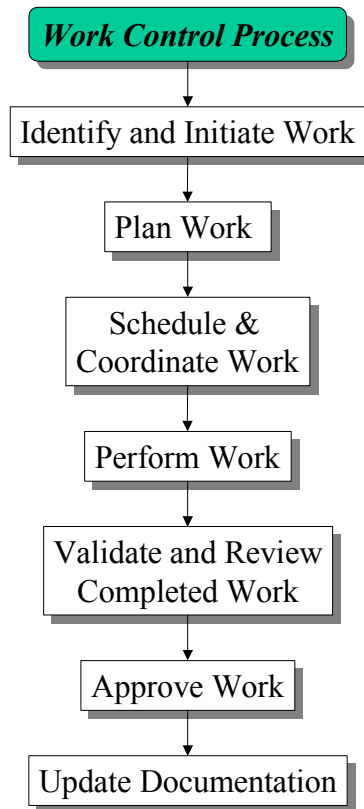 Work Control Process
Identify and Initiate Work
Plan Work
Schedule &
Coordinate Work
Perform Work
Validate and Review
Completed Work
Approve Work
Update Documentation